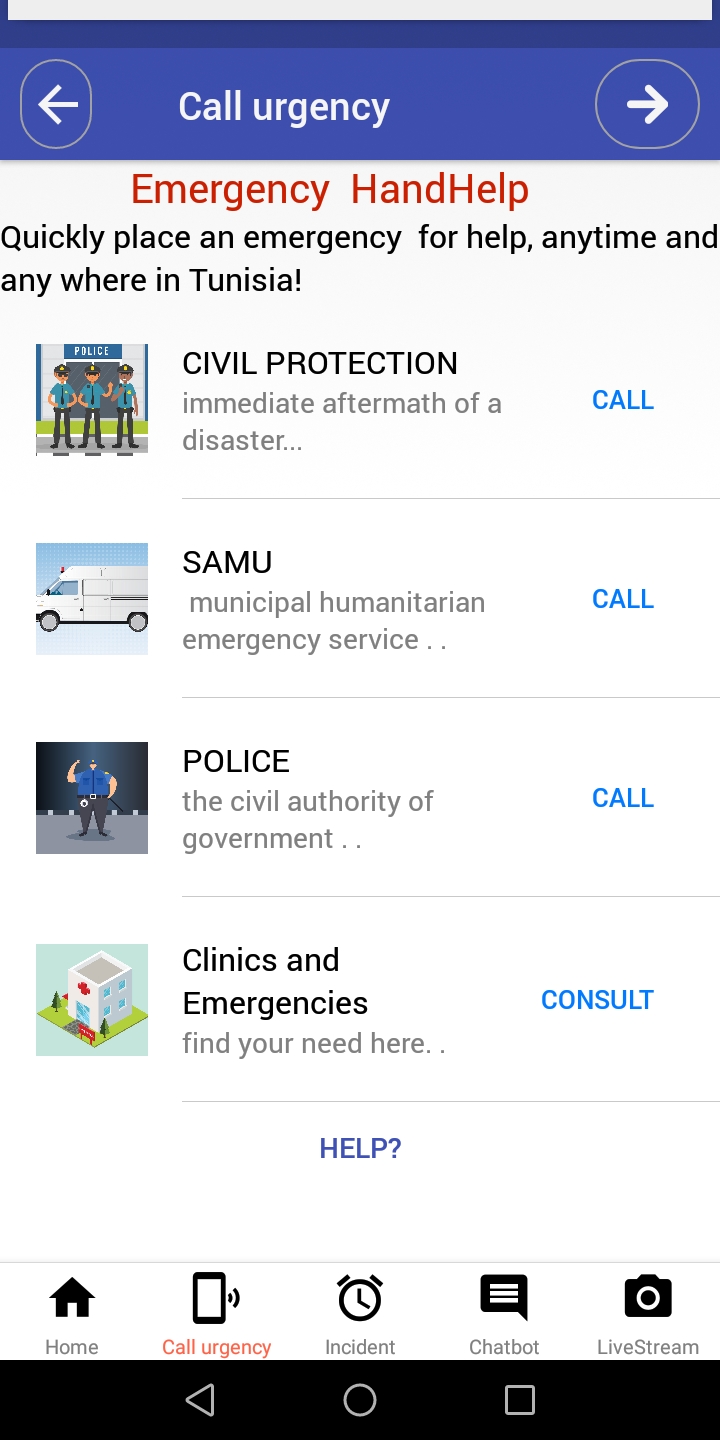 Call urgency
Emergency  HandHelp
Quickly place an emergency  for help, anytime and
any where in Tunisia!
POLICE
CIVIL PROTECTION
immediate aftermath of a
disaster...
CALL
SAMU
municipal humanitarian
emergency service . .
CALL
POLICE
the civil authority of
government . .
CALL
Clinics and
Emergencies
find your need here. .
CONSULT
HELP?
Home
Call urgency
Incident
Chatbot
LiveStream